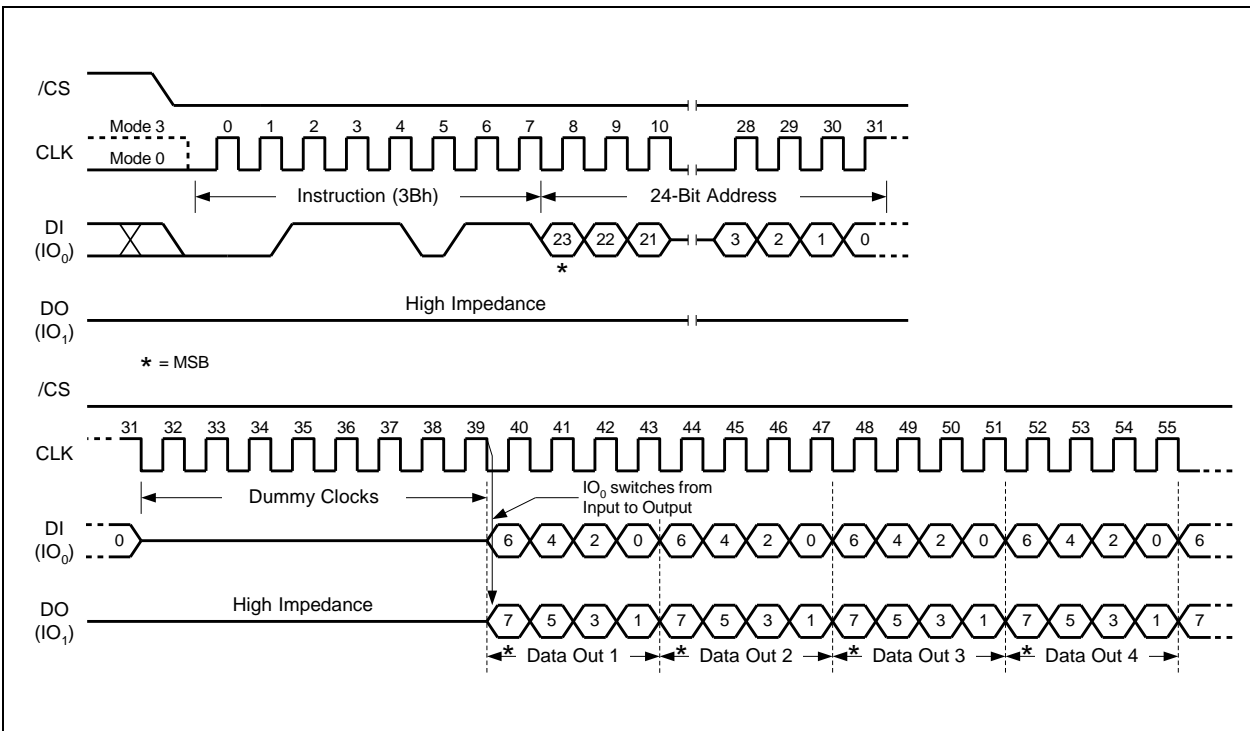 /CS
Mode 3 0 1 2 3 4 5 6 7 8 9 10 28 29 30 31
CLK
Mode 0
Instruction (3Bh) 24-Bit Address
DI
(IO0) 23 22 21 3 2 1 0
*
High Impedance
DO
(IO1)
* = MSB
/CS
31 32 33 34 35 36 37 38 39 40 41 42 43 44 45 46 47 48 49 50 51 52 53 54 55
CLK
Dummy Clocks
IO0 switches from
Input to Output
DI
(IO0) 0 6 4 2 0 6 4 2 0 6 4 2 0 6 4 2 0 6
High Impedance
DO
(IO1) 7 5 3 1 7 5 3 1 7 5 3 1 7 5 3 1 7
* Data Out 1 * Data Out 2 * Data Out 3 * Data Out 4